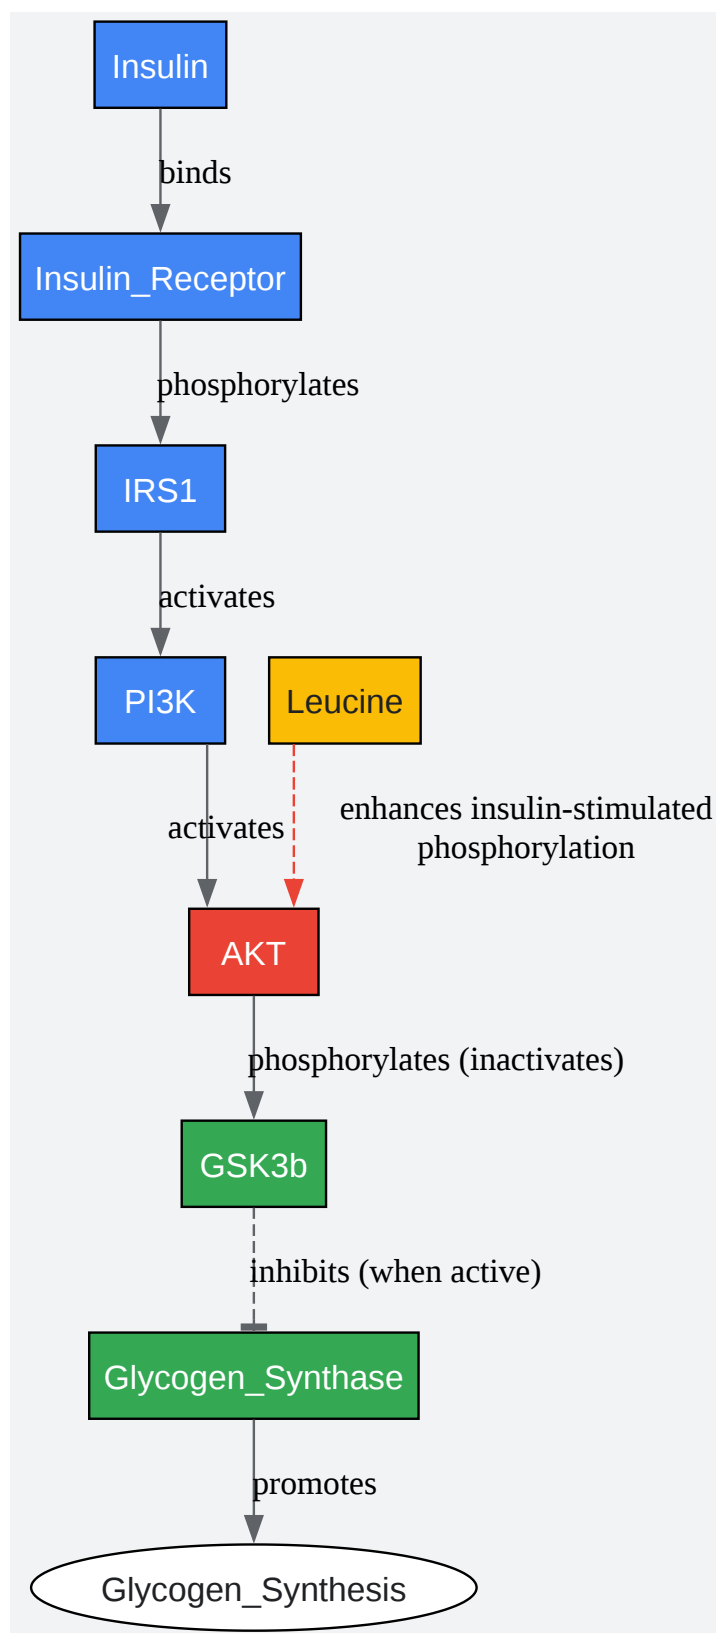 Insulin
binds
Insulin_Receptor
phosphorylates
IRS1
activates
PI3K
Leucine
activates
enhances insulin-stimulated
phosphorylation
AKT
phosphorylates (inactivates)
GSK3b
inhibits (when active)
Glycogen_Synthase
promotes
Glycogen_Synthesis